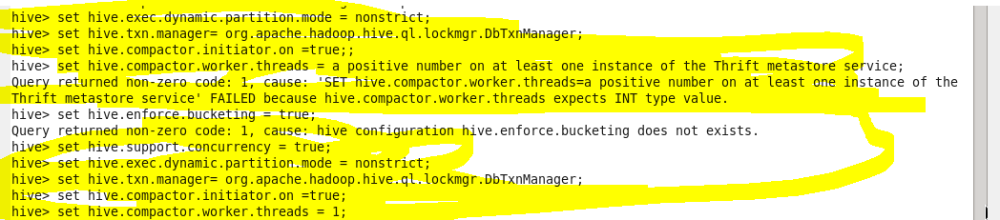 hive> set hive.exec.dynamic.partition.mode = nonstrict;
hive> set hive.txn.manager= org.apache.hadoop.hive.ql.lockmgr.DbTxnManager;
hive> set hive.compactor.initiator.on =true;;
hive> set hive.compactor.worker.threads = a positive number on at least one instance of the Thrift metastore service;
Query returned non-zero code: 1, cause: 'SET hive.compactor.worker.threads=a positive number on at least one instance of the
Thrift metastore service' FAILED because hive.compactor.worker.threads expects INT type value.
hive> set hive.enforce.bucketing = true;
Query returned non-zero code: 1, cause: hive configuration hive.enforce.bucketing does not exists.
hive> set hive.support.concurrency = true;
hive> set hive.exec.dynamic.partition.mode = nonstrict;
hive> set hive.txn.manager= org.apache.hadoop.hive.ql.lockmgr.DbTxnManager;
hive> set hive.compactor.initiator.on =true;
hive> set hive.compactor.worker.threads = 1;